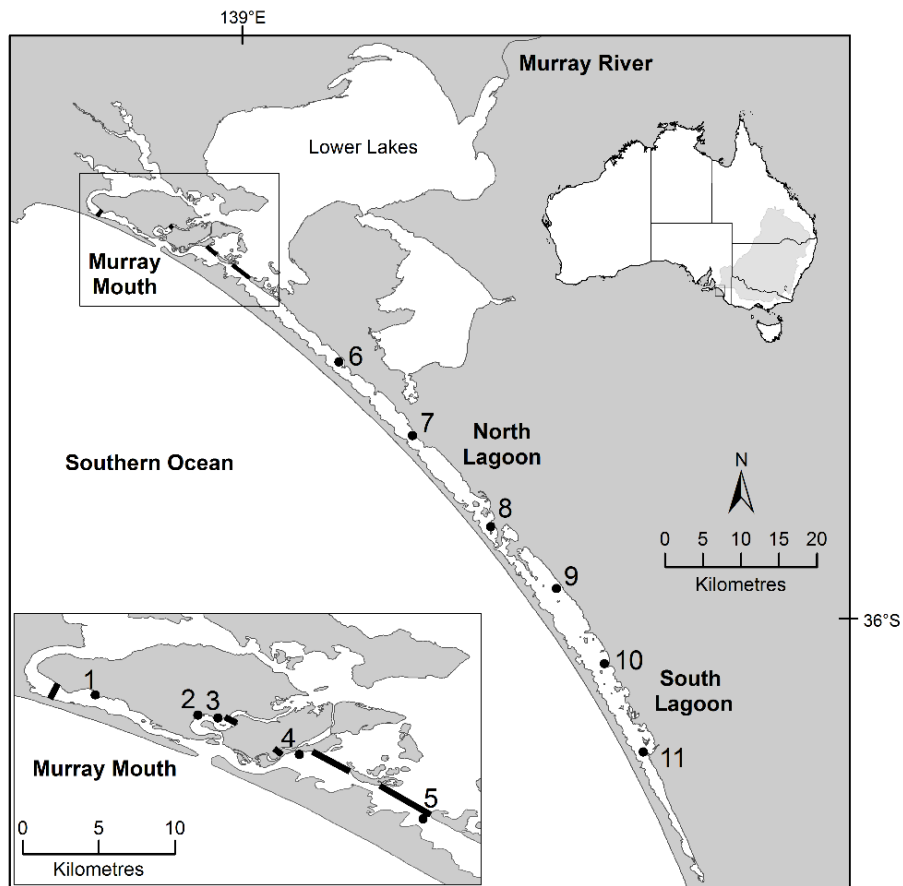 139°E
Murray River
Lower Lakes
Murray
Mouth
6
7
North
Lagoon
Southern Ocean
8
N
0 5 10 15 20
Kilometres
9
36°S
10
South
Lagoon
11
1
2 3
4
Murray Mouth
5
0 5 10
Kilometres